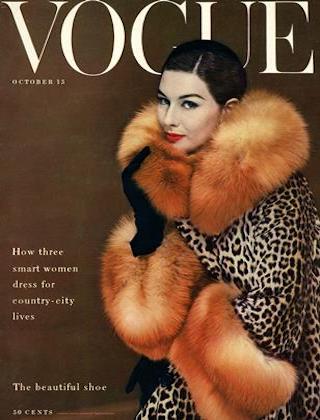 VOGUE
OCTOBER 15
How three
smart women
dress for
country-city
lives
The beautiful shoe
50 CENTS